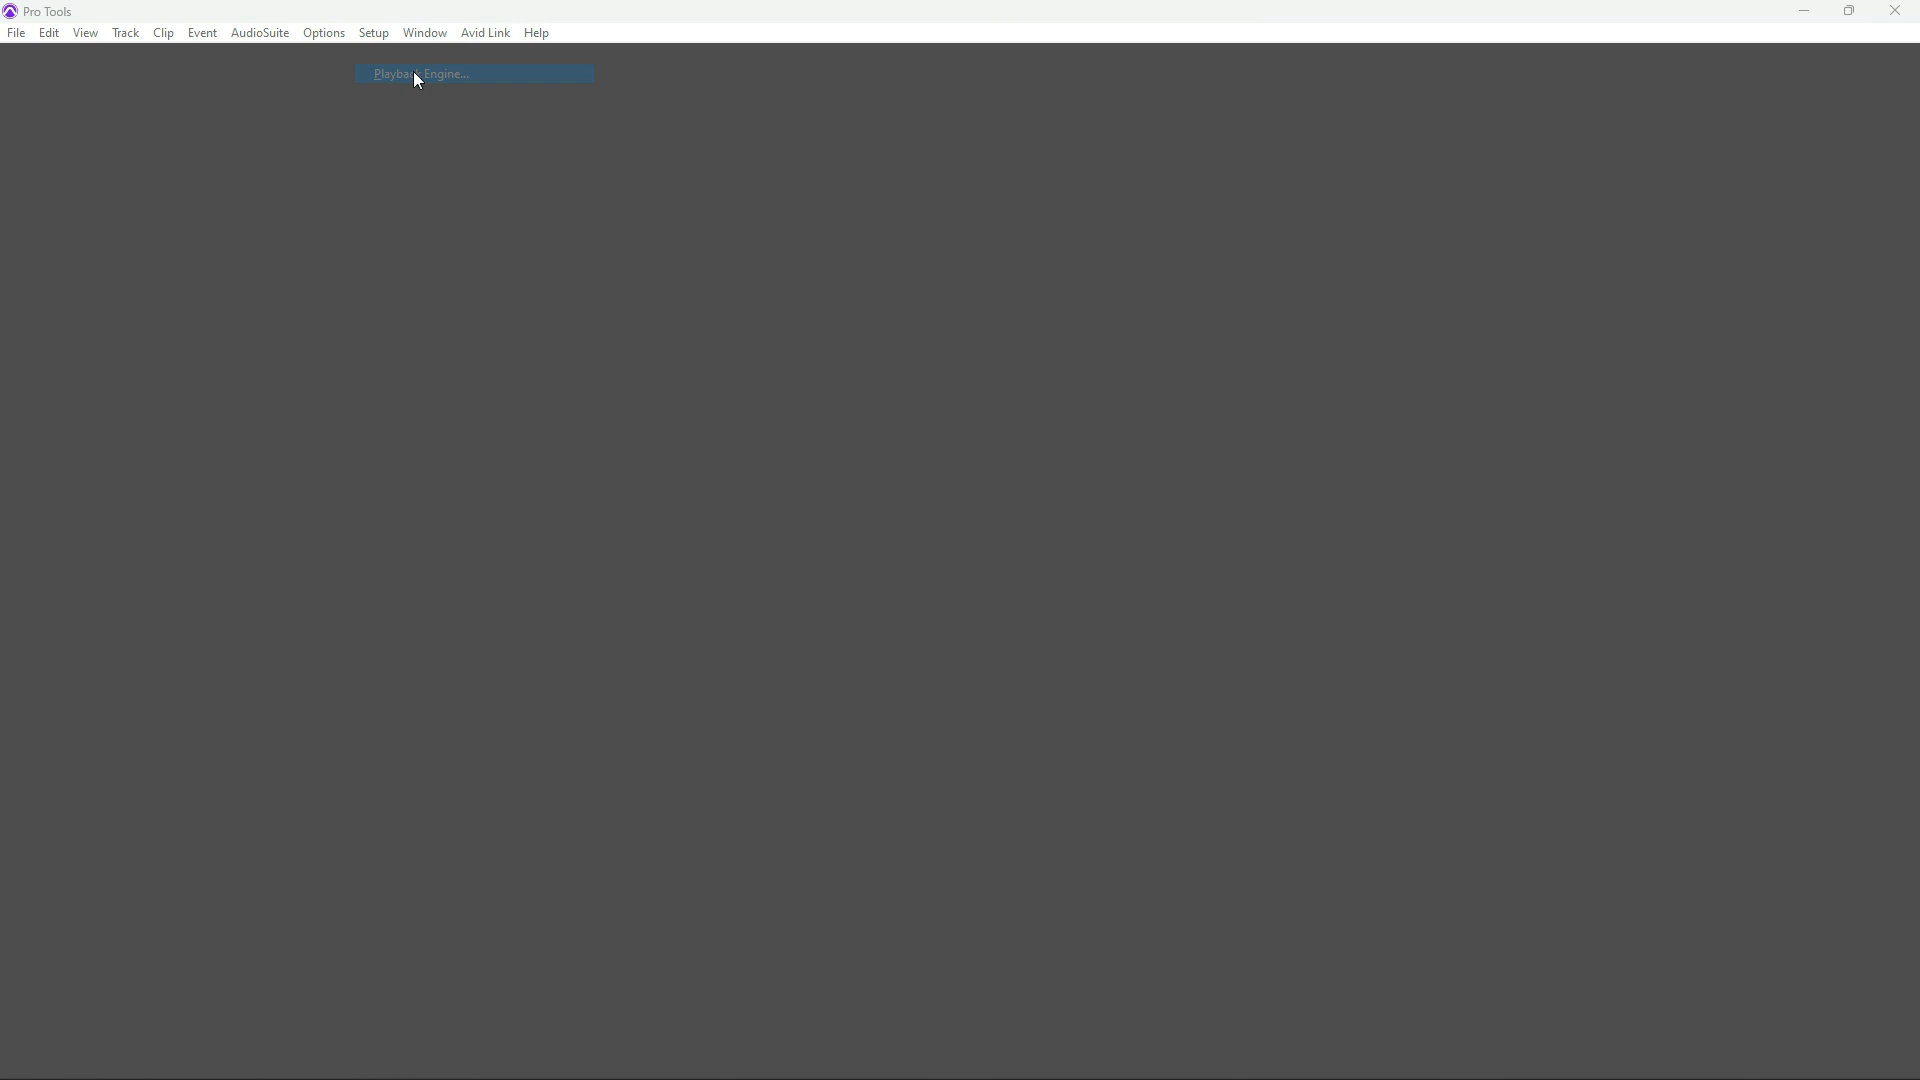 Pro Tools
File Edit View Track Clip Event AudioSuite Options Setup Window Avid Link Help
Playback Engine...